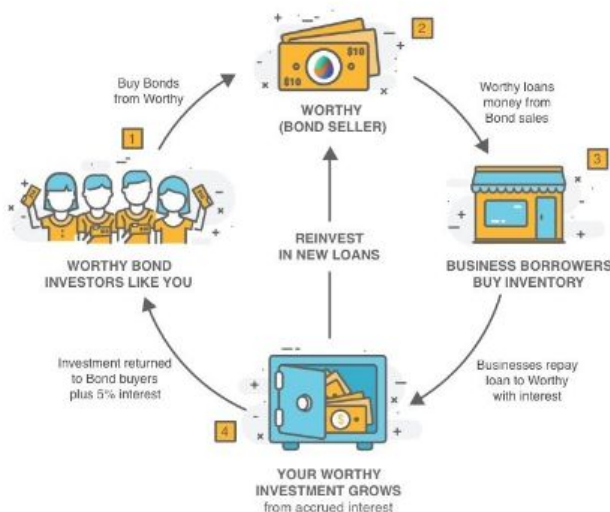 2
$10
$10
Buy Bonds
from Worthy
WORTHY
(BOND SELLER)
Worthy loans
money from
Bond sales
1
3
WORTHY BOND
INVESTORS LIKE YOU
REINVEST
IN NEW LOANS
BUSINESS BORROWERS
BUY INVENTORY
Investment returned
to Bond buyers
plus 5% interest
Businesses repay
loan to Worthy
with interest
$
4
YOUR WORTHY
INVESTMENT GROWS
from accrued interest